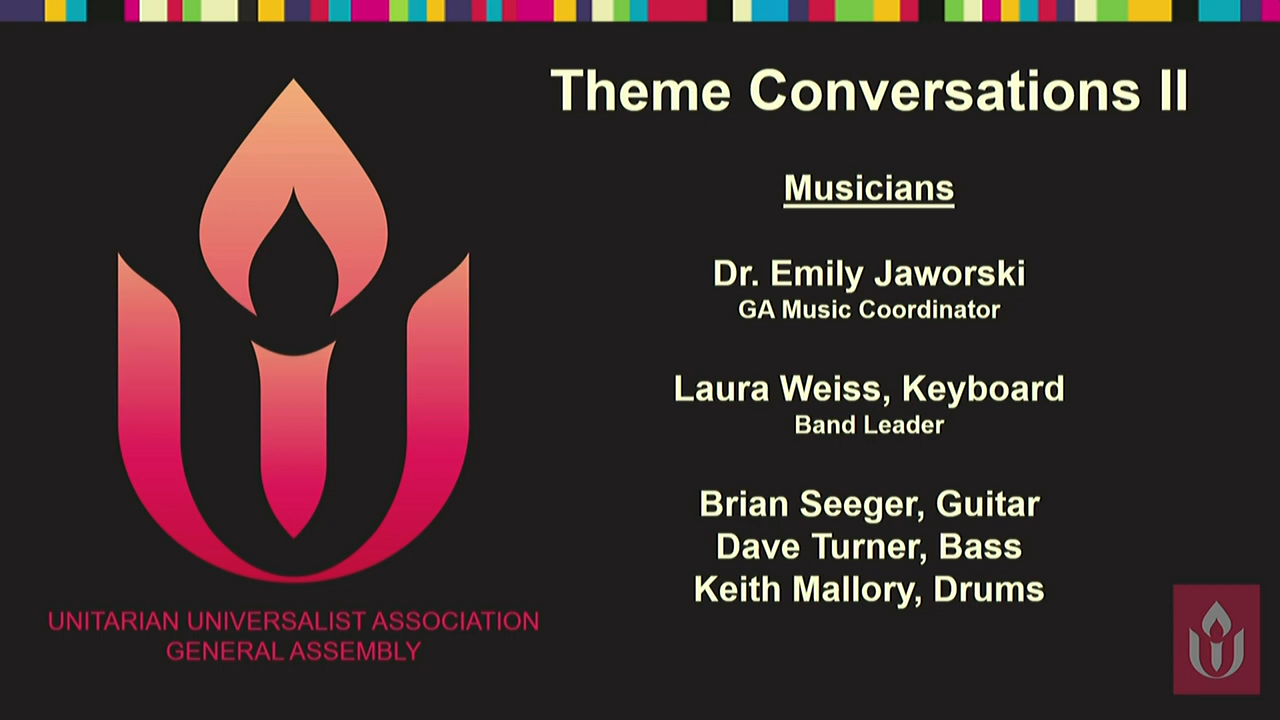 Theme Conversations II
Musicians
Dr. Emily Jaworski
GA Music Coordinator
Laura Weiss, Keyboard
Band Leader
Brian Seeger, Guitar
Dave Turner, Bass
Keith Mallory, Drums
UNITARIAN UNIVERSALIST ASSOCIATION
GENERAL ASSEMBLY